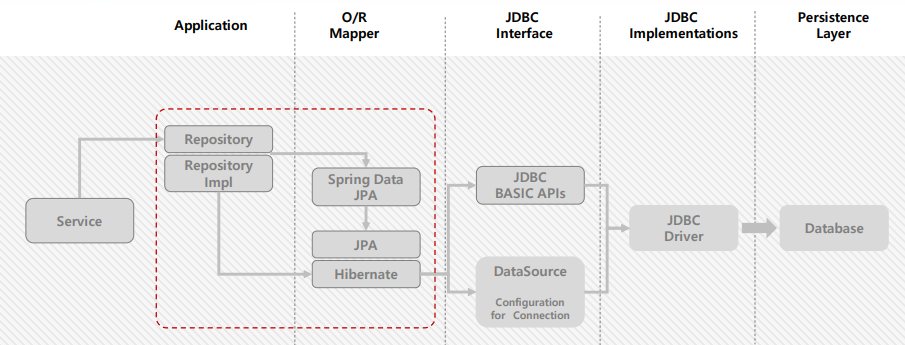 Application
O/R
Mapper
JDBC
Interface
JDBC
Implementations
Persistence
Layer
Service
Repository
Repository
Impl
Spring Data
JPA
JPA
Hibernate
JDBC
BASIC APIs
DataSource
Configuration
for Connection
JDBC
Driver
Database